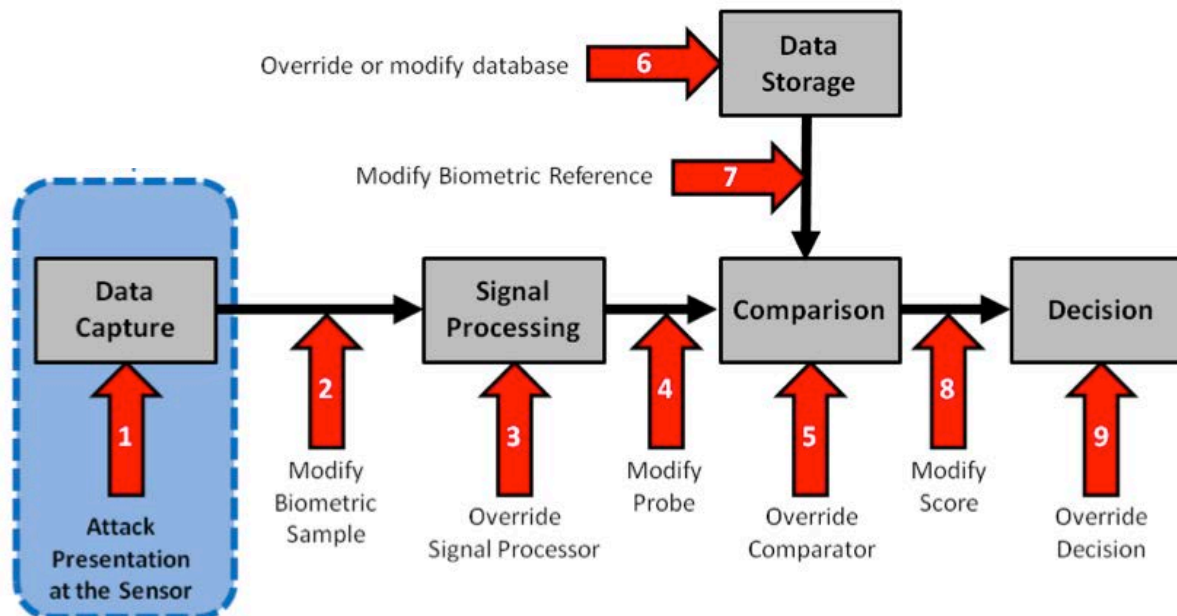 Data
Storage
Override or modify database
6
Modify Biometric Reference
7
Data
Capture
Signal
Processing
Comparison
Decision
1
2
3
4
5
8
9
Attack
Presentation
at the Sensor
Modify
Biometric
Sample
Override
Signal Processor
Modify
Probe
Override
Comparator
Modify
Score
Override
Decision